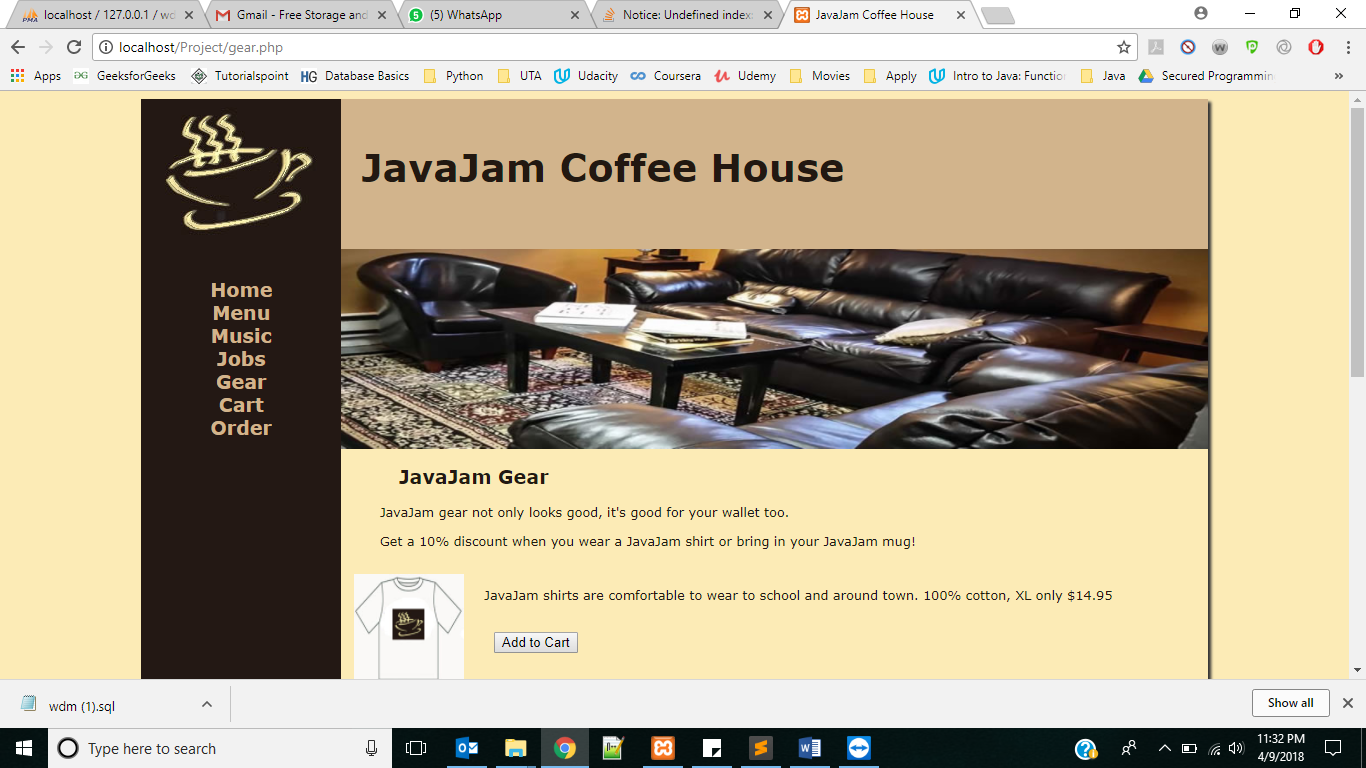 localhost / 127.0.0.1 / wd
Gmail - Free Storage and
(5) WhatsApp
Notice: Undefined index:
JavaJam Coffee House
localhost/Project/gear.php
Apps
GeeksforGeeks
Tutorialspoint
HG Database Basics
Python
UTA
Udacity
Coursera
Udemy
Movies
Apply
Intro to Java: Functio
Java
Secured Programmin
JavaJam Coffee House
Home
Menu
Music
Jobs
Gear
Cart
Order
JavaJam Gear
JavaJam gear not only looks good, it's good for your wallet too.
Get a 10% discount when you wear a JavaJam shirt or bring in your JavaJam mug!
JavaJam shirts are comfortable to wear to school and around town. 100% cotton, XL only $14.95
Add to Cart
wdm (1).sql
Show all
Type here to search
11:32 PM
4/9/2018